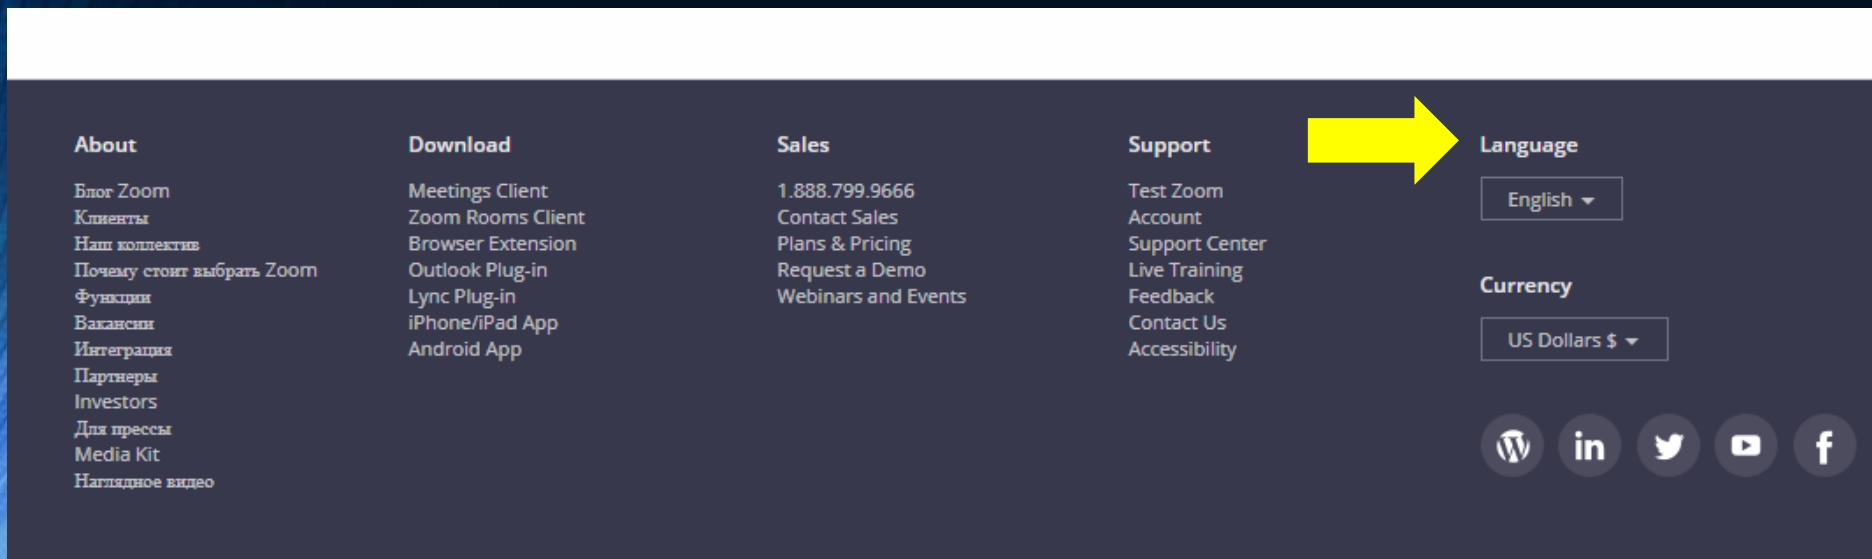 About
Блог Zoom
Клиенты
Наш коллектив
Почему стоит выбрать Zoom
Функции
Вакансии
Интеграция
Партнеры
Investors
Для прессы
Media Kit
Наглядное видео
Download
Meetings Client
Zoom Rooms Client
Browser Extension
Outlook Plug-in
Lync Plug-in
iPhone/iPad App
Android App
Sales
1.888.799.9666
Contact Sales
Plans & Pricing
Request a Demo
Webinars and Events
Support
Test Zoom
Account
Support Center
Live Training
Feedback
Contact Us
Accessibility
Language
English
Currency
US Dollars $
in